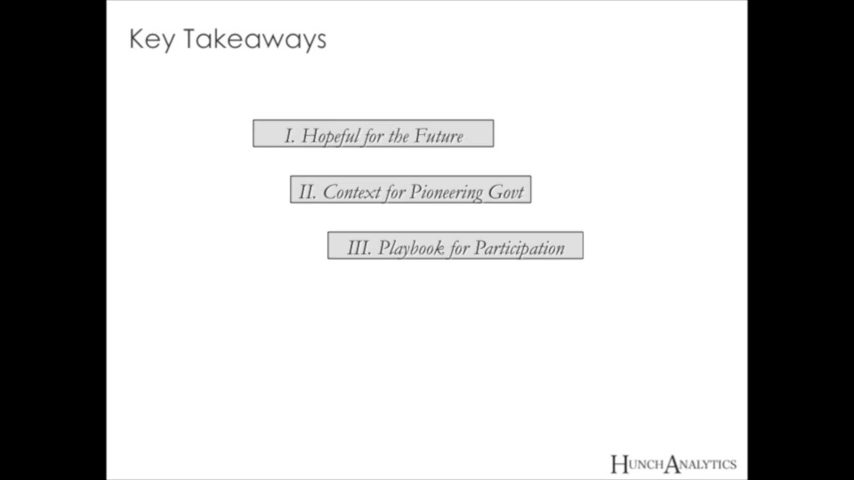 Key Takeaways
I. Hopeful for the Future
II. Context for Pioneering Govt
III. Playbook for Participation
HUNCHANALYTICS